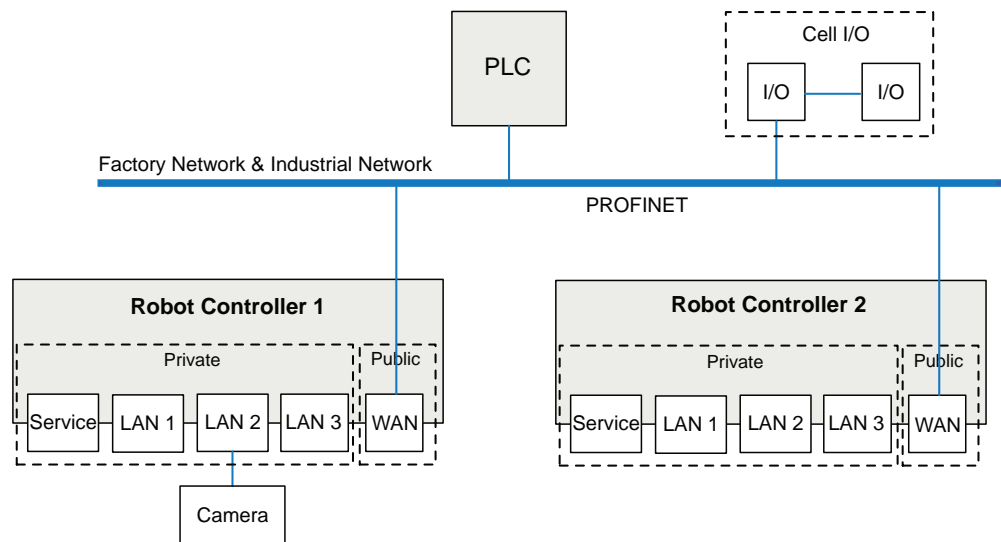 Cell I/O
PLC
I/O
I/O
Factory Network & Industrial Network
PROFINET
Robot Controller 1
Private
Public
Service
LAN 1
LAN 2
LAN 3
WAN
Camera
Robot Controller 2
Private
Public
Service
LAN 1
LAN 2
LAN 3
WAN